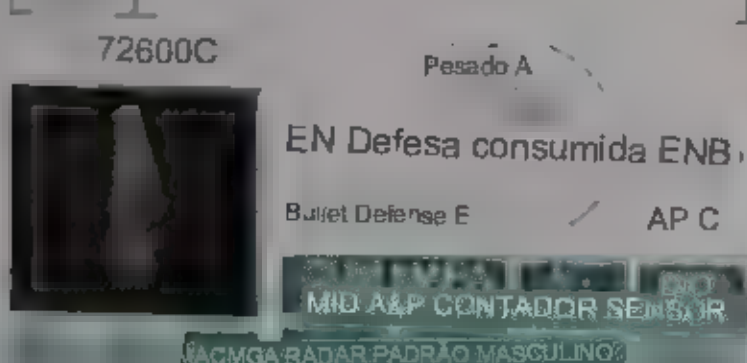 72600C
Pesado A
EN Defesa consumida ENB
Bullet Defense E
AP C
MID A&P CONTADOR SENSOR
RADAR PADRÃO MASCULINO?